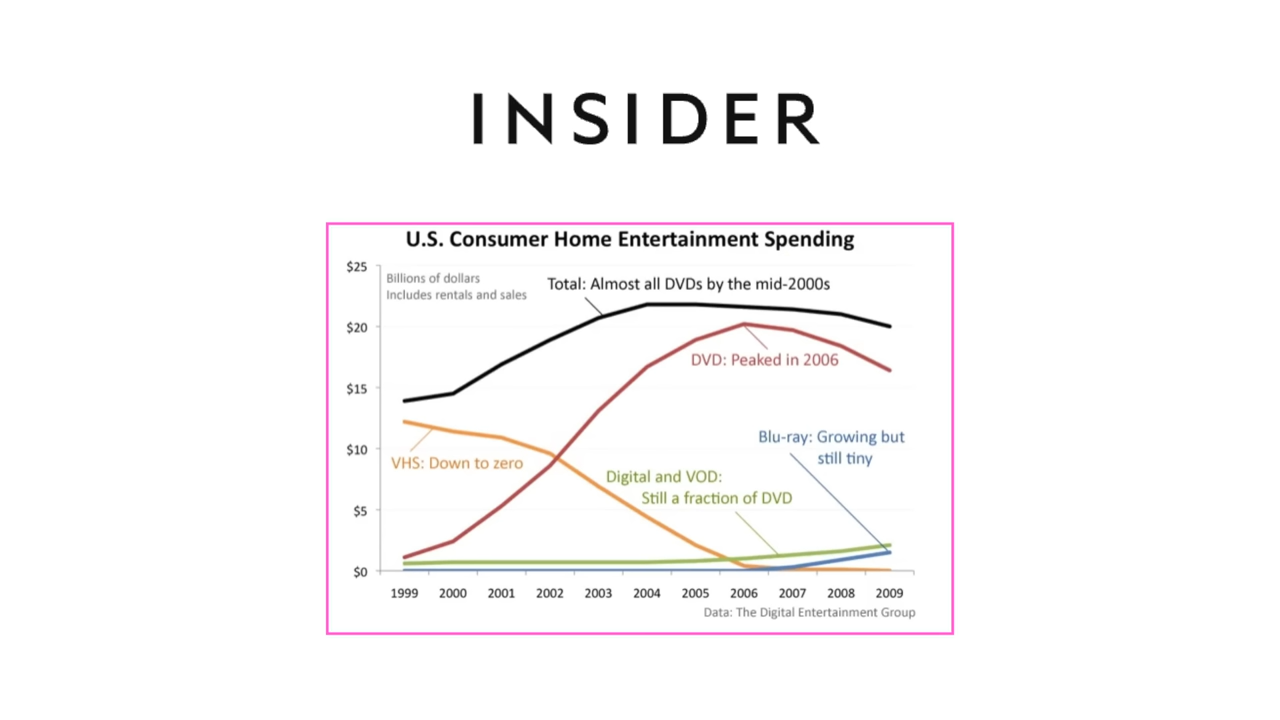 INSIDER
U.S. Consumer Home Entertainment Spending
$25
Billions of dollars
Includes rentals and sales
Total: Almost all DVDs by the mid-2000s
$20
DVD: Peaked in 2006
$15
Blu-ray: Growing but
still tiny
$10
VHS: Down to zero
Digital and VOD:
Still a fraction of DVD
$5
$0
1999 2000 2001 2002 2003 2004 2005 2006 2007 2008 2009
Data: The Digital Entertainment Group